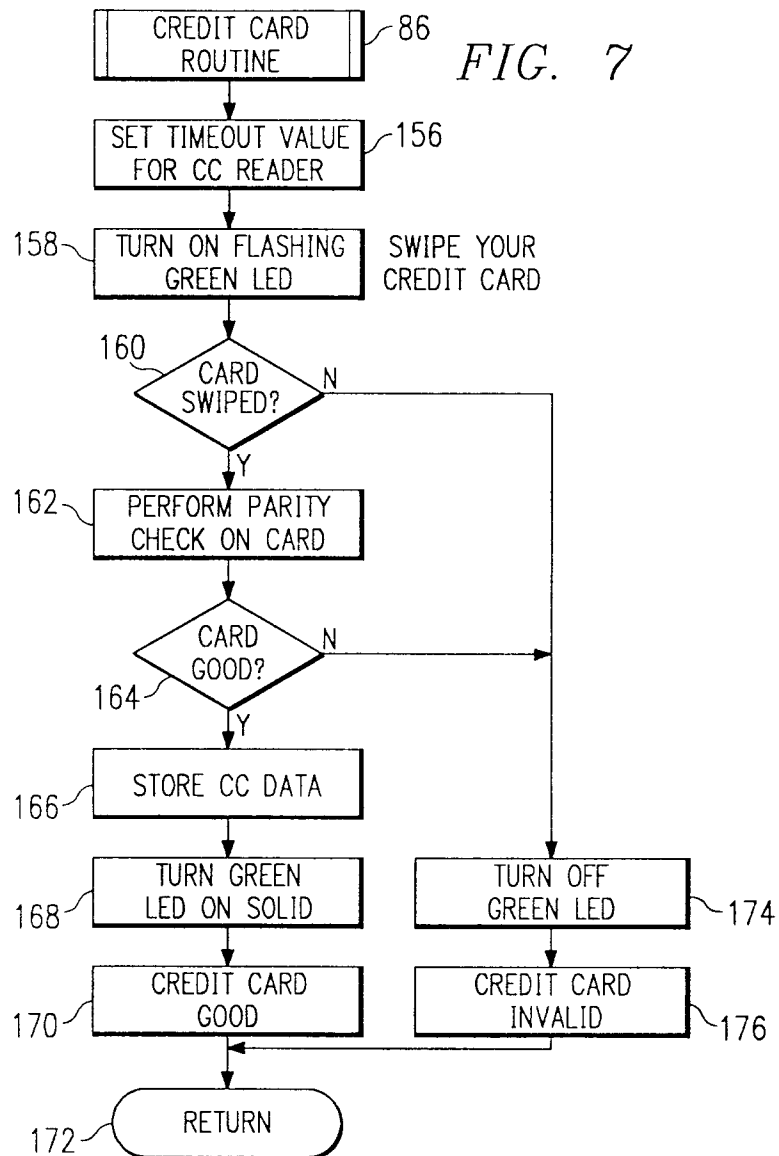 CREDIT CARD
ROUTINE
86
FIG. 7
SET TIMEOUT VALUE
FOR CC READER
156
158
TURN ON FLASHING
GREEN LED
SWIPE YOUR
CREDIT CARD
160
CARD
SWIPED?
N
Y
162
PERFORM PARITY
CHECK ON CARD
CARD
GOOD?
N
164
Y
STORE CC DATA
166
TURN GREEN
LED ON SOLID
168
TURN OFF
GREEN LED
174
CREDIT CARD
GOOD
170
CREDIT CARD
INVALID
176
RETURN
172